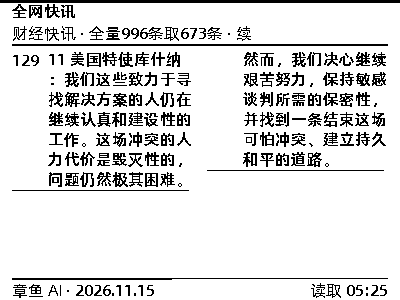 全网快讯
财经快讯 · 全量996条取673条 · 续
129 11 美国特使库什纳
：我们这些致力于寻
找解决方案的人仍在
继续认真和建设性的
工作。这场冲突的人
力代价是毁灭性的，
问题仍然极其困难。
然而，我们决心继续
艰苦努力，保持敏感
谈判所需的保密性，
并找到一条结束这场
可怕冲突、建立持久
和平的道路。
章鱼 AI · 2026.11.15
读取 05:25